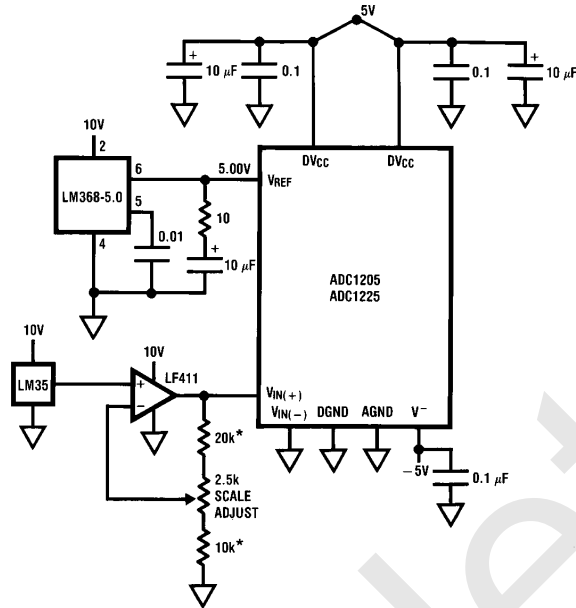 5V
+
10 µF
0.1
0.1
+
10 µF
10V
2
DVCC
DVCC
LM368-5.0
6
5.00V
VREF
5
10
4
0.01
+
10 µF
ADC1205
ADC1225
10V
LM35
10V
LF411
+
−
VIN(+)
VIN(−)
DGND
AGND
V−
20k*
−5V
0.1 µF
2.5k
SCALE
ADJUST
10k*